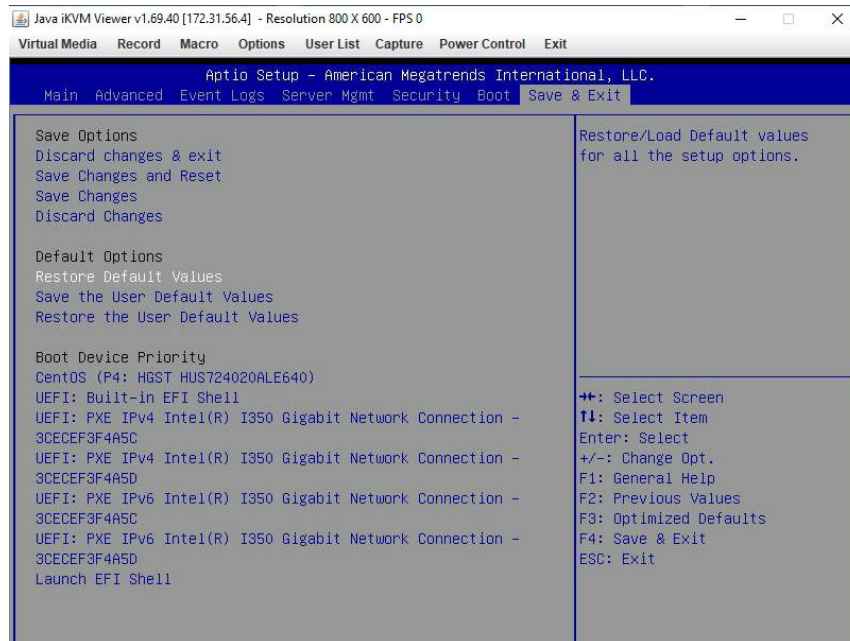 Java iKVM Viewer v1.69.40 [172.31.56.4] - Resolution 800 X 600 - FPS 0
Virtual Media Record Macro Options User List Capture Power Control Exit
Aptio Setup - American Megatrends International, LLC.
Main Advanced Event Logs Server Mgmt Security Boot Save & Exit
Save Options
Discard changes & exit
Save Changes and Reset
Save Changes
Discard Changes
Default Options
Restore Default Values
Save the User Default Values
Restore the User Default Values
Boot Device Priority
CentOS (P4: HGST HUS724020ALE640)
UEFI: Built-in EFI Shell
UEFI: PXE IPv4 Intel(R) I350 Gigabit Network Connection -
3CECEF3F4A5C
UEFI: PXE IPv4 Intel(R) I350 Gigabit Network Connection -
3CECEF3F4A5D
UEFI: PXE IPv6 Intel(R) I350 Gigabit Network Connection -
3CECEF3F4A5C
UEFI: PXE IPv6 Intel(R) I350 Gigabit Network Connection -
3CECEF3F4A5D
Launch EFI Shell
Restore/Load Default values
for all the setup options.
→←: Select Screen
↑↓: Select Item
Enter: Select
+/-: Change Opt.
F1: General Help
F2: Previous Values
F3: Optimized Defaults
F4: Save & Exit
ESC: Exit